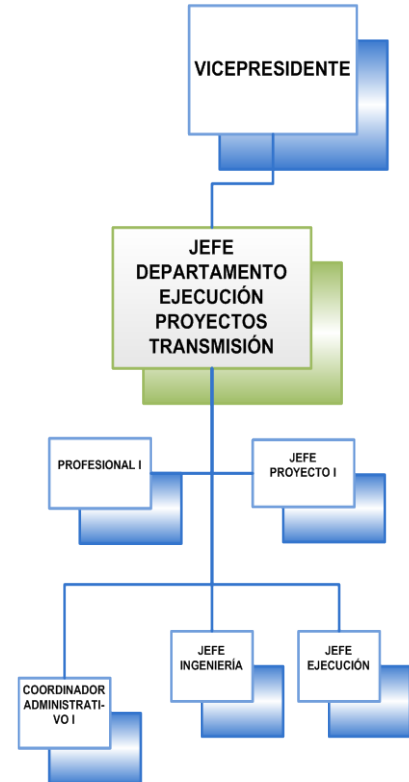 VICEPRESIDENTE
JEFE
DEPARTAMENTO
EJECUCIÓN
PROYECTOS
TRANSMISIÓN
PROFESIONAL I
JEFE
PROYECTO I
COORDINADOR
ADMINISTRATI-
VO I
JEFE
INGENIERÍA
JEFE
EJECUCIÓN